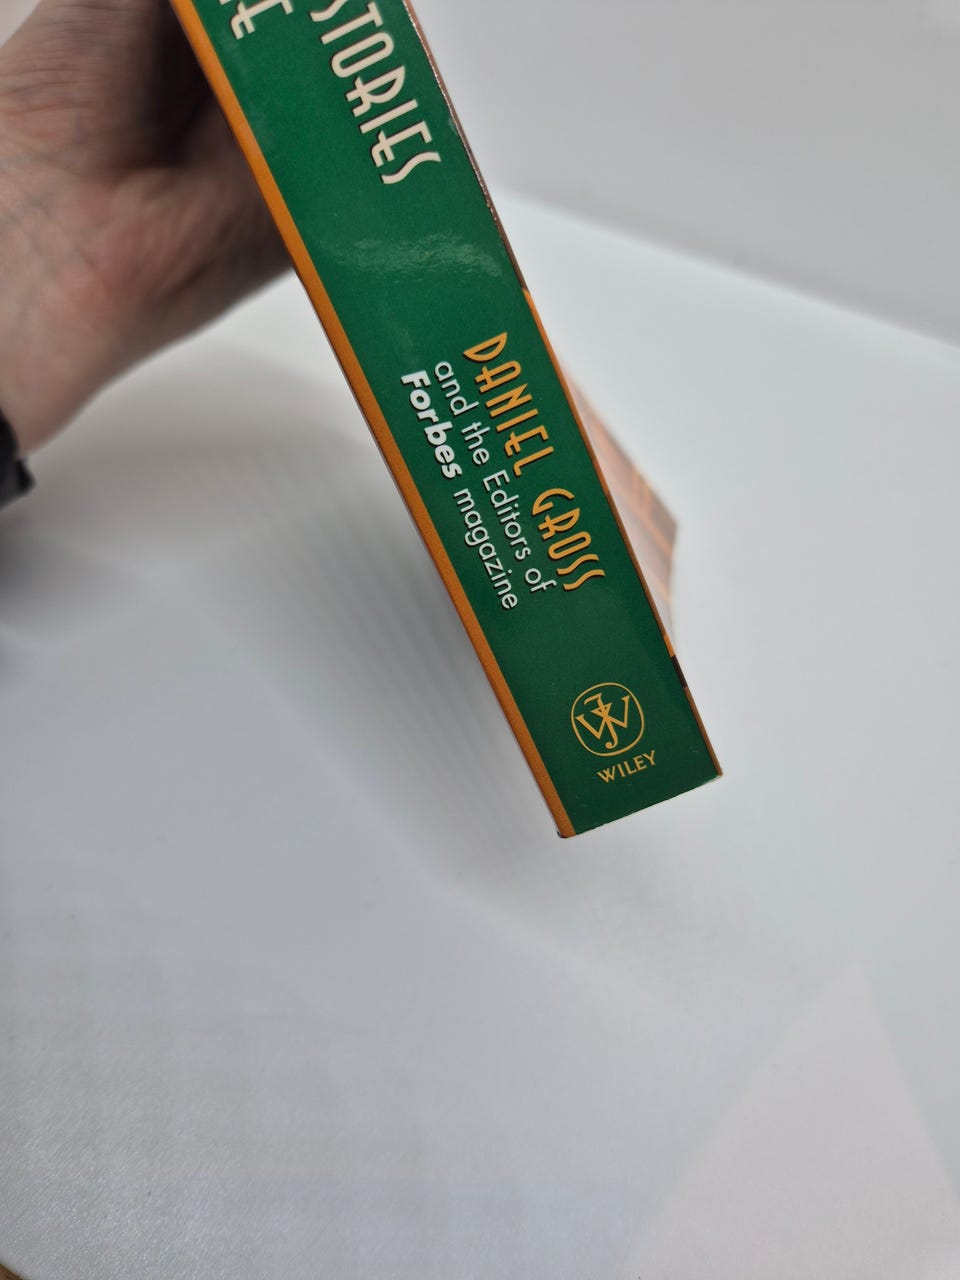 STORIES
DANIEL GROSS
and the Editors of
Forbes magazine
WILEY